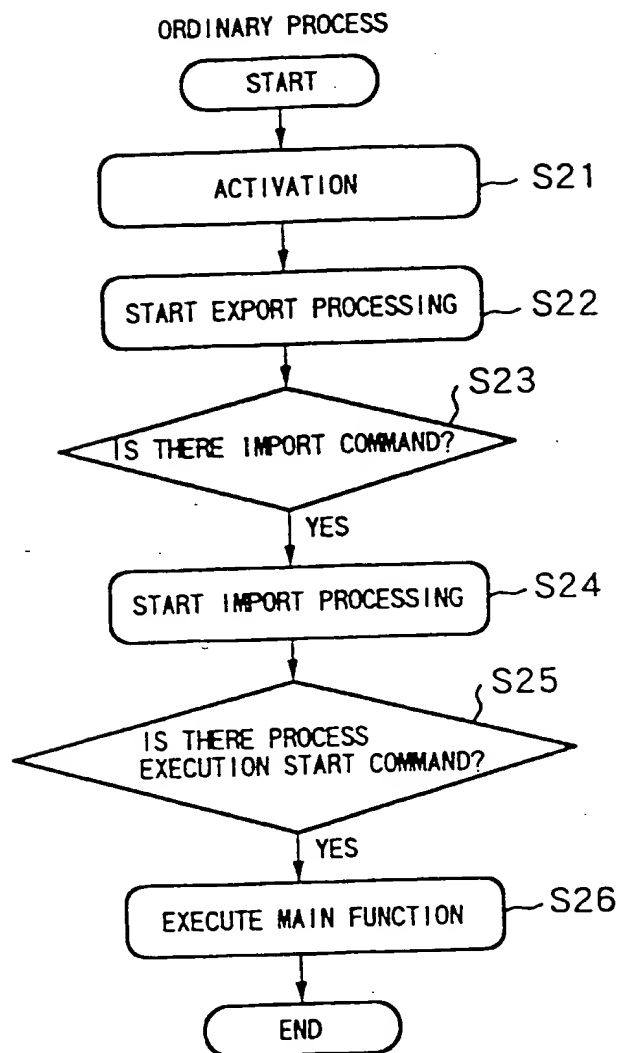 ORDINARY PROCESS
START
ACTIVATION
S21
START EXPORT PROCESSING
S22
S23
IS THERE IMPORT COMMAND?
YES
START IMPORT PROCESSING
S24
S25
IS THERE PROCESS
EXECUTION START COMMAND?
YES
EXECUTE MAIN FUNCTION
S26
END